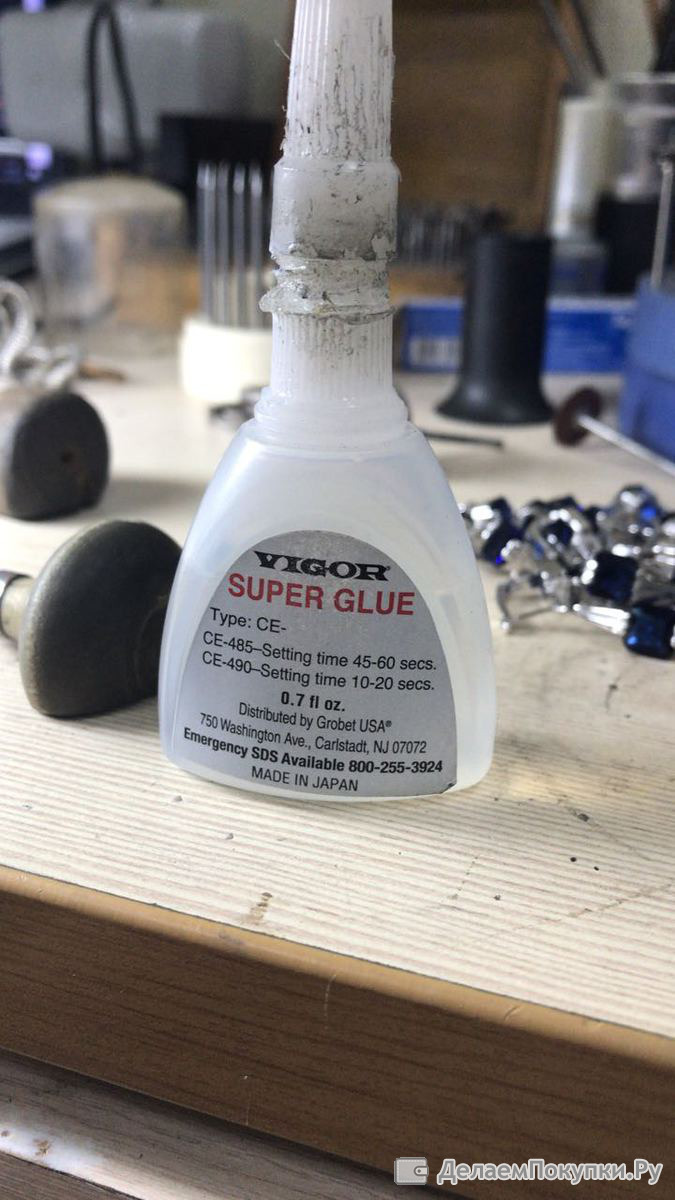 VIGOR®
SUPER GLUE
Type: CE-
CE-485–Setting time 45-60 secs.
CE-490–Setting time 10-20 secs.
0.7 fl oz.
Distributed by Grobet USA®
750 Washington Ave., Carlstadt, NJ 07072
Emergency SDS Available 800-255-3924
MADE IN JAPAN
ДелаемПокупки.Ру